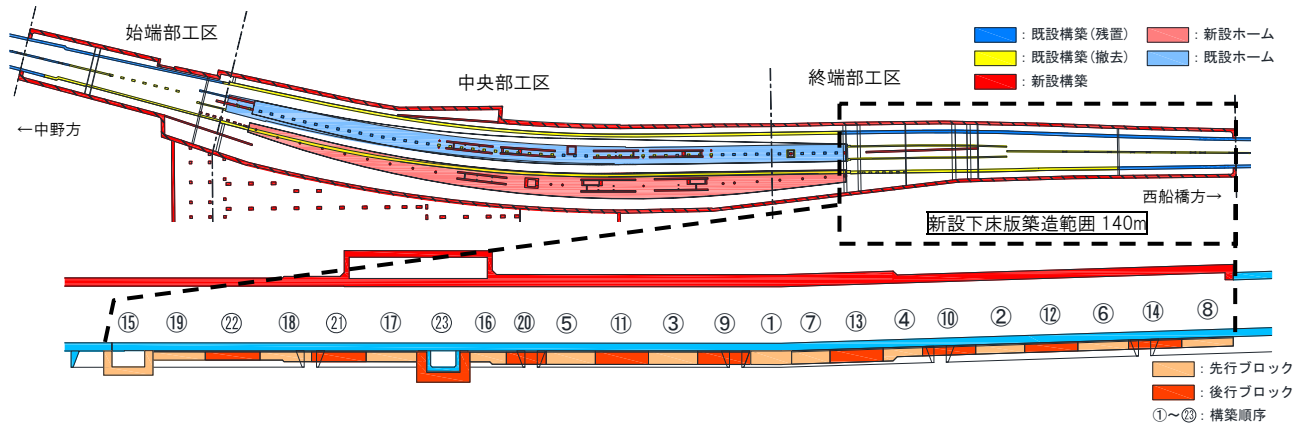 始端部工区
中央部工区
終端部工区
：既設構築(残置)
：新設ホーム
：既設構築(撤去)
：既設ホーム
：新設構築
←中野方
西船橋方→
新設下床版築造範囲 140m
⑮ ⑲ ㉒ ⑱ ㉑ ⑰ ㉓ ⑯ ⑳ ⑤ ⑪ ③ ⑨ ① ⑦ ⑬ ④ ⑩ ② ⑫ ⑥ ⑭ ⑧
：先行ブロック
：後行ブロック
①～㉓：構築順序